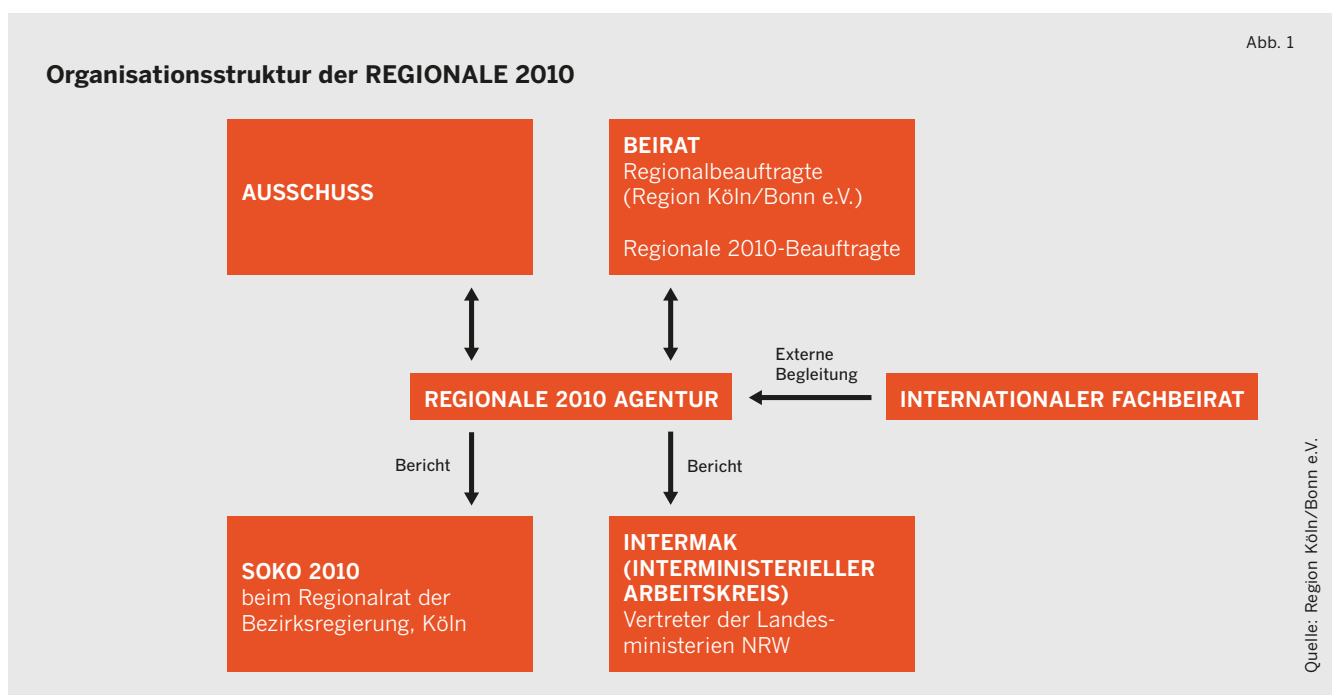 Abb. 1
Organisationsstruktur der REGIONALE 2010
AUSSCHUSS
BEIRAT
Regionalbeauftragte
(Region Köln/Bonn e.V.)
Regionale 2010-Beauftragte
Externe
Begleitung
REGIONALE 2010 AGENTUR
INTERNATIONALER FACHBEIRAT
Bericht
Bericht
SOKO 2010
beim Regionalrat der
Bezirksregierung, Köln
INTERMAK
(INTERMINISTERIELLER
ARBEITSKREIS)
Vertreter der Landes-
ministerien NRW
Quelle: Region Köln/Bonn e.V.